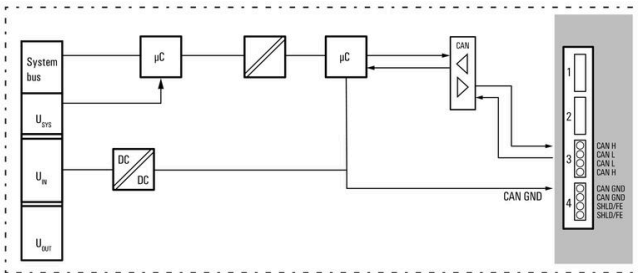 System
bus
U SYS
U IN
U OUT
µC
µC
DC
DC
CAN
CAN GND
1
2
3
4
CAN H
CAN L
CAN L
CAN H
CAN GND
CAN GND
SHLD/FE
SHLD/FE